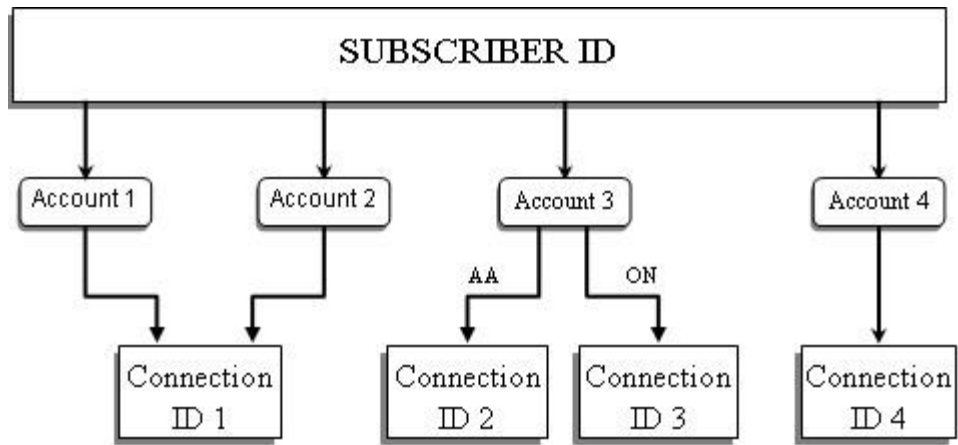 SUBSCRIBER ID
Account 1
Account 2
Account 3
Account 4
AA
ON
Connection
ID 1
Connection
ID 2
Connection
ID 3
Connection
ID 4